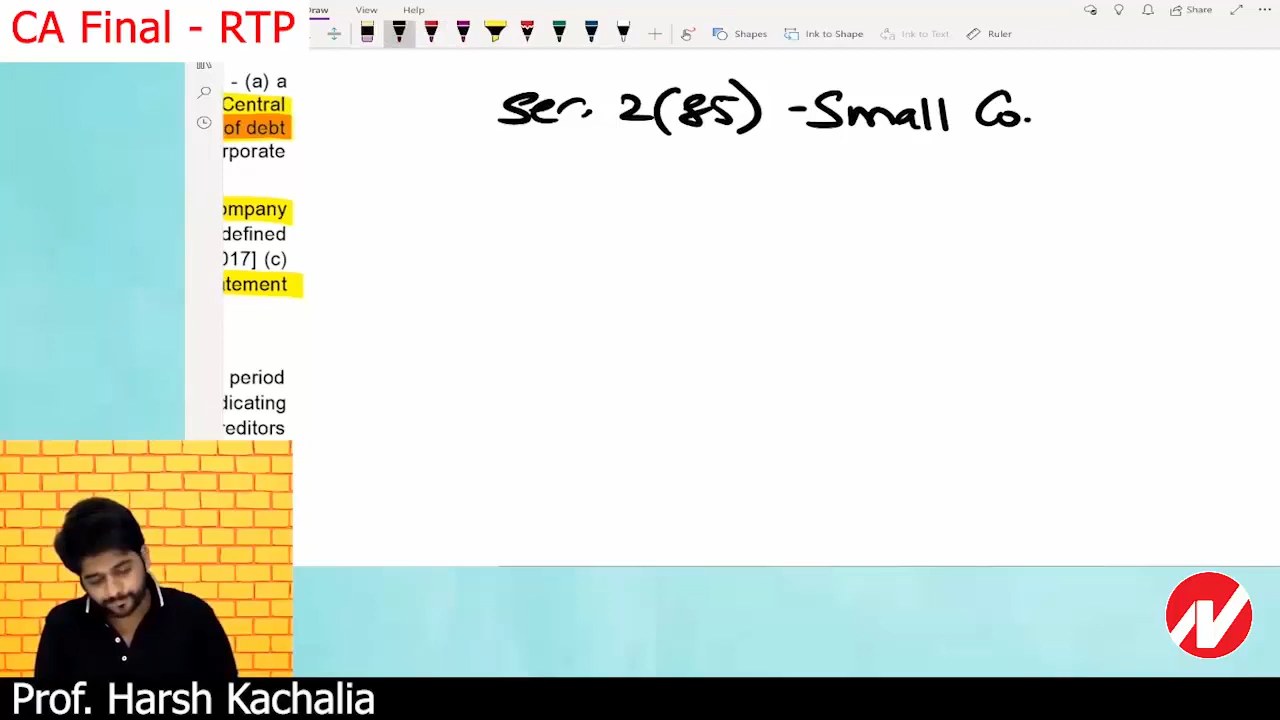 CA Final - RTP
Draw View Help
Share
Shapes Ink to Shape Ink to Text Ruler
- (a) a
Central
of debt
rporate
ompany
defined
017] (c)
tement
period
dicating
reditors
Sec. 2(85) - Small Co.
Prof. Harsh Kachalia